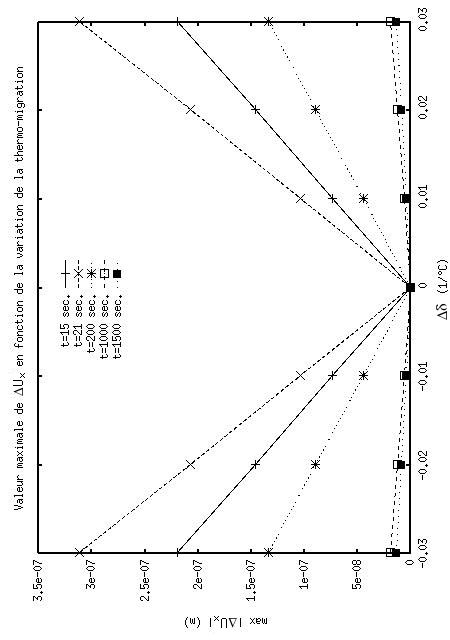 Valeur maximale de ΔUx en fonction de la variation de la thermo-migration
t=15 sec.
t=21 sec.
t=200 sec.
t=1000 sec.
t=1500 sec.
max |ΔUx| (m)
3.5e-07
3e-07
2.5e-07
2e-07
1.5e-07
1e-07
5e-08
0
-0.03
-0.02
-0.01
0
0.01
0.02
0.03
Δδ (1/°C)